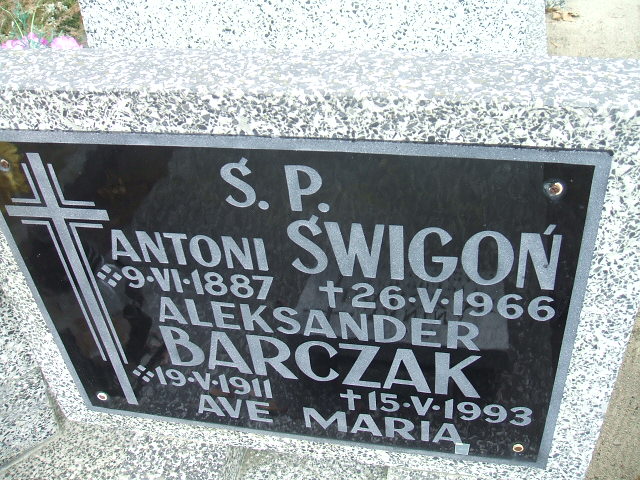 Ś. P.
ANTONI ŚWIGOŃ
9·VI·1887 +26·V·1966
ALEKSANDER
BARCZAK
19·V·1911 +15·V·1993
AVE MARIA